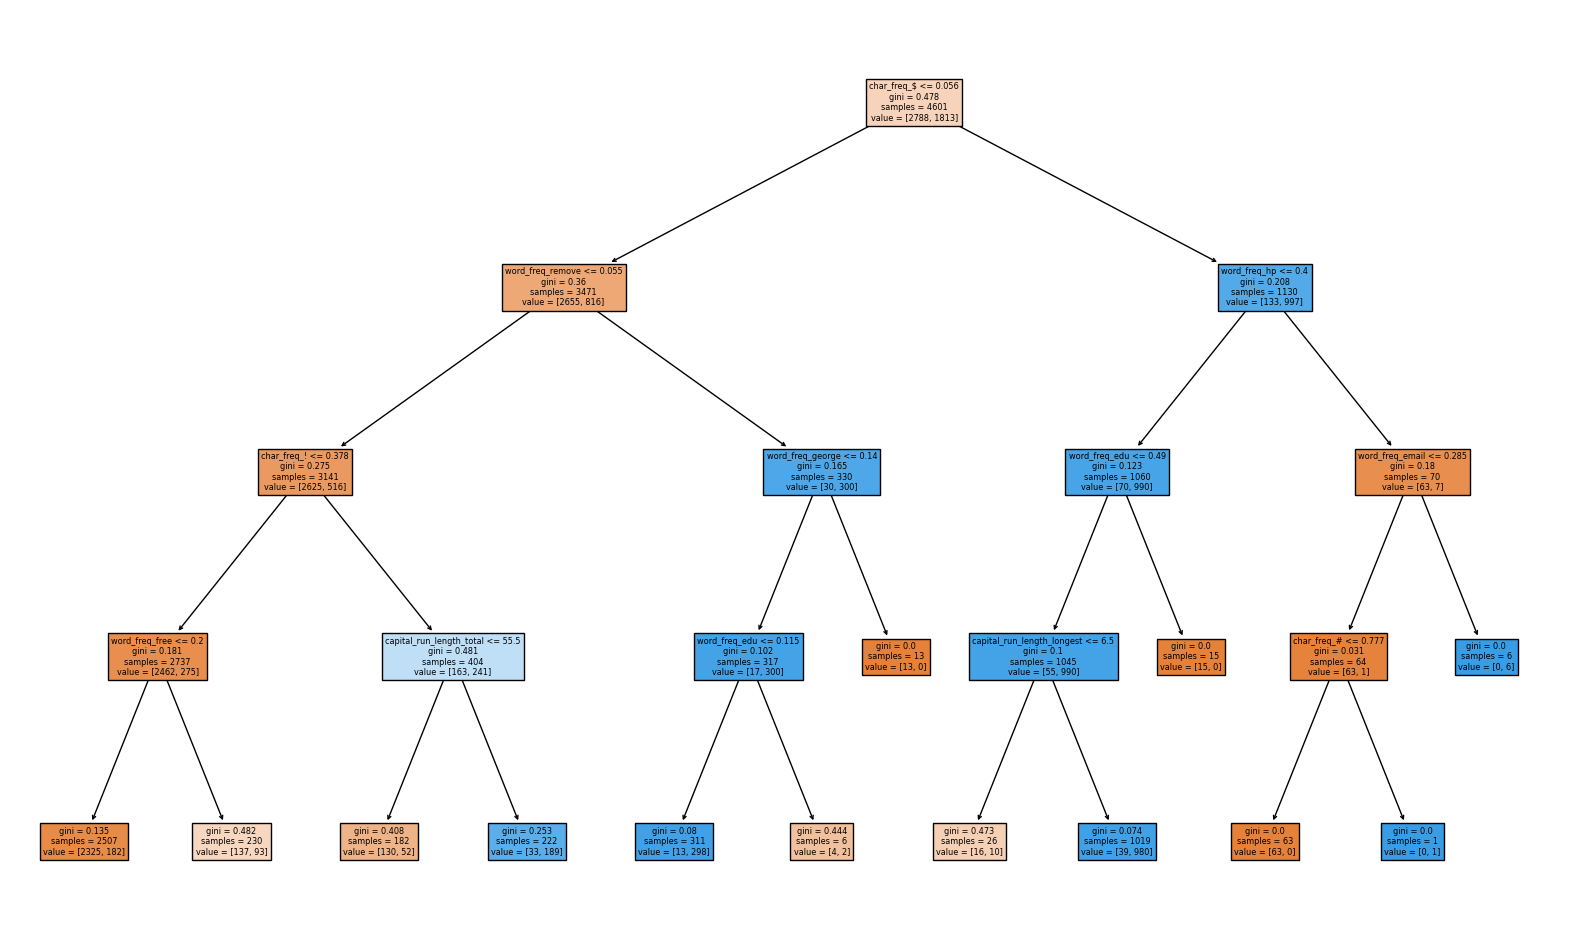 char_freq_$ <= 0.056
gini = 0.478
samples = 4601
value = [2788, 1813]
word_freq_remove <= 0.055
gini = 0.36
samples = 3471
value = [2655, 816]
word_freq_hp <= 0.4
gini = 0.208
samples = 1130
value = [133, 997]
char_freq_! <= 0.378
gini = 0.275
samples = 3141
value = [2625, 516]
word_freq_george <= 0.14
gini = 0.165
samples = 330
value = [30, 300]
word_freq_edu <= 0.49
gini = 0.123
samples = 1060
value = [70, 990]
word_freq_email <= 0.285
gini = 0.18
samples = 70
value = [63, 7]
word_freq_free <= 0.2
gini = 0.181
samples = 2737
value = [2462, 275]
capital_run_length_total <= 55.5
gini = 0.481
samples = 404
value = [163, 241]
word_freq_edu <= 0.115
gini = 0.102
samples = 317
value = [17, 300]
gini = 0.0
samples = 13
value = [13, 0]
capital_run_length_longest <= 6.5
gini = 0.1
samples = 1045
value = [55, 990]
gini = 0.0
samples = 15
value = [15, 0]
char_freq_# <= 0.777
gini = 0.031
samples = 64
value = [63, 1]
gini = 0.0
samples = 6
value = [0, 6]
gini = 0.135
samples = 2507
value = [2325, 182]
gini = 0.482
samples = 230
value = [137, 93]
gini = 0.408
samples = 182
value = [130, 52]
gini = 0.253
samples = 222
value = [33, 189]
gini = 0.08
samples = 311
value = [13, 298]
gini = 0.444
samples = 6
value = [4, 2]
gini = 0.473
samples = 26
value = [16, 10]
gini = 0.074
samples = 1019
value = [39, 980]
gini = 0.0
samples = 63
value = [63, 0]
gini = 0.0
samples = 1
value = [0, 1]